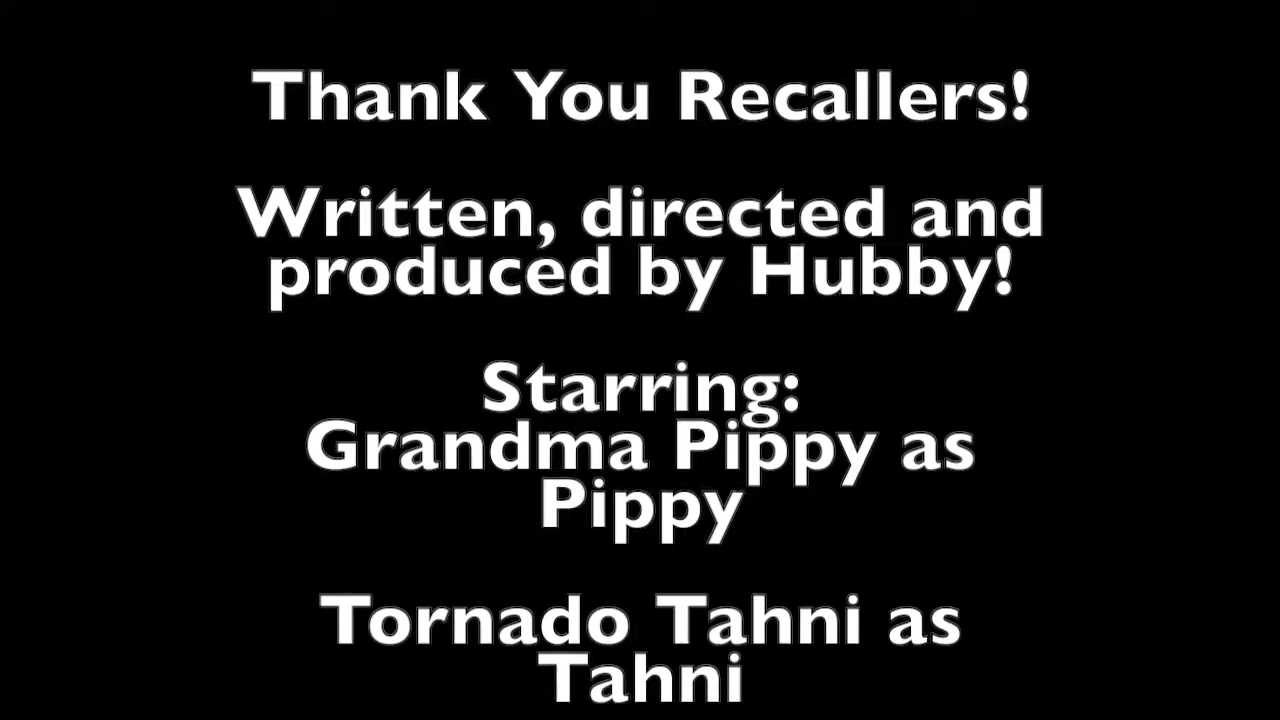 Thank You Recallers!
Written, directed and
produced by Hubby!
Starring:
Grandma Pippy as
Pippy
Tornado Tahni as
Tahni